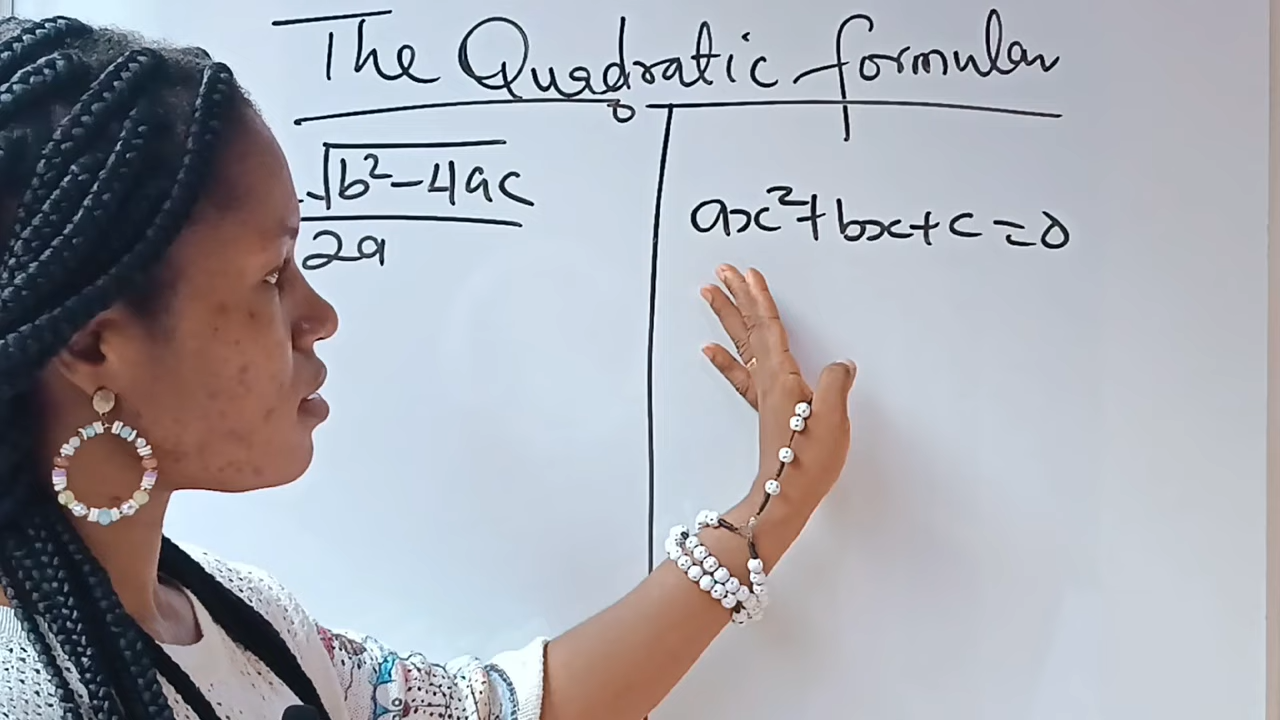 The Quadratic formular
√b²-4ac
2a
ax²+bx+c=0